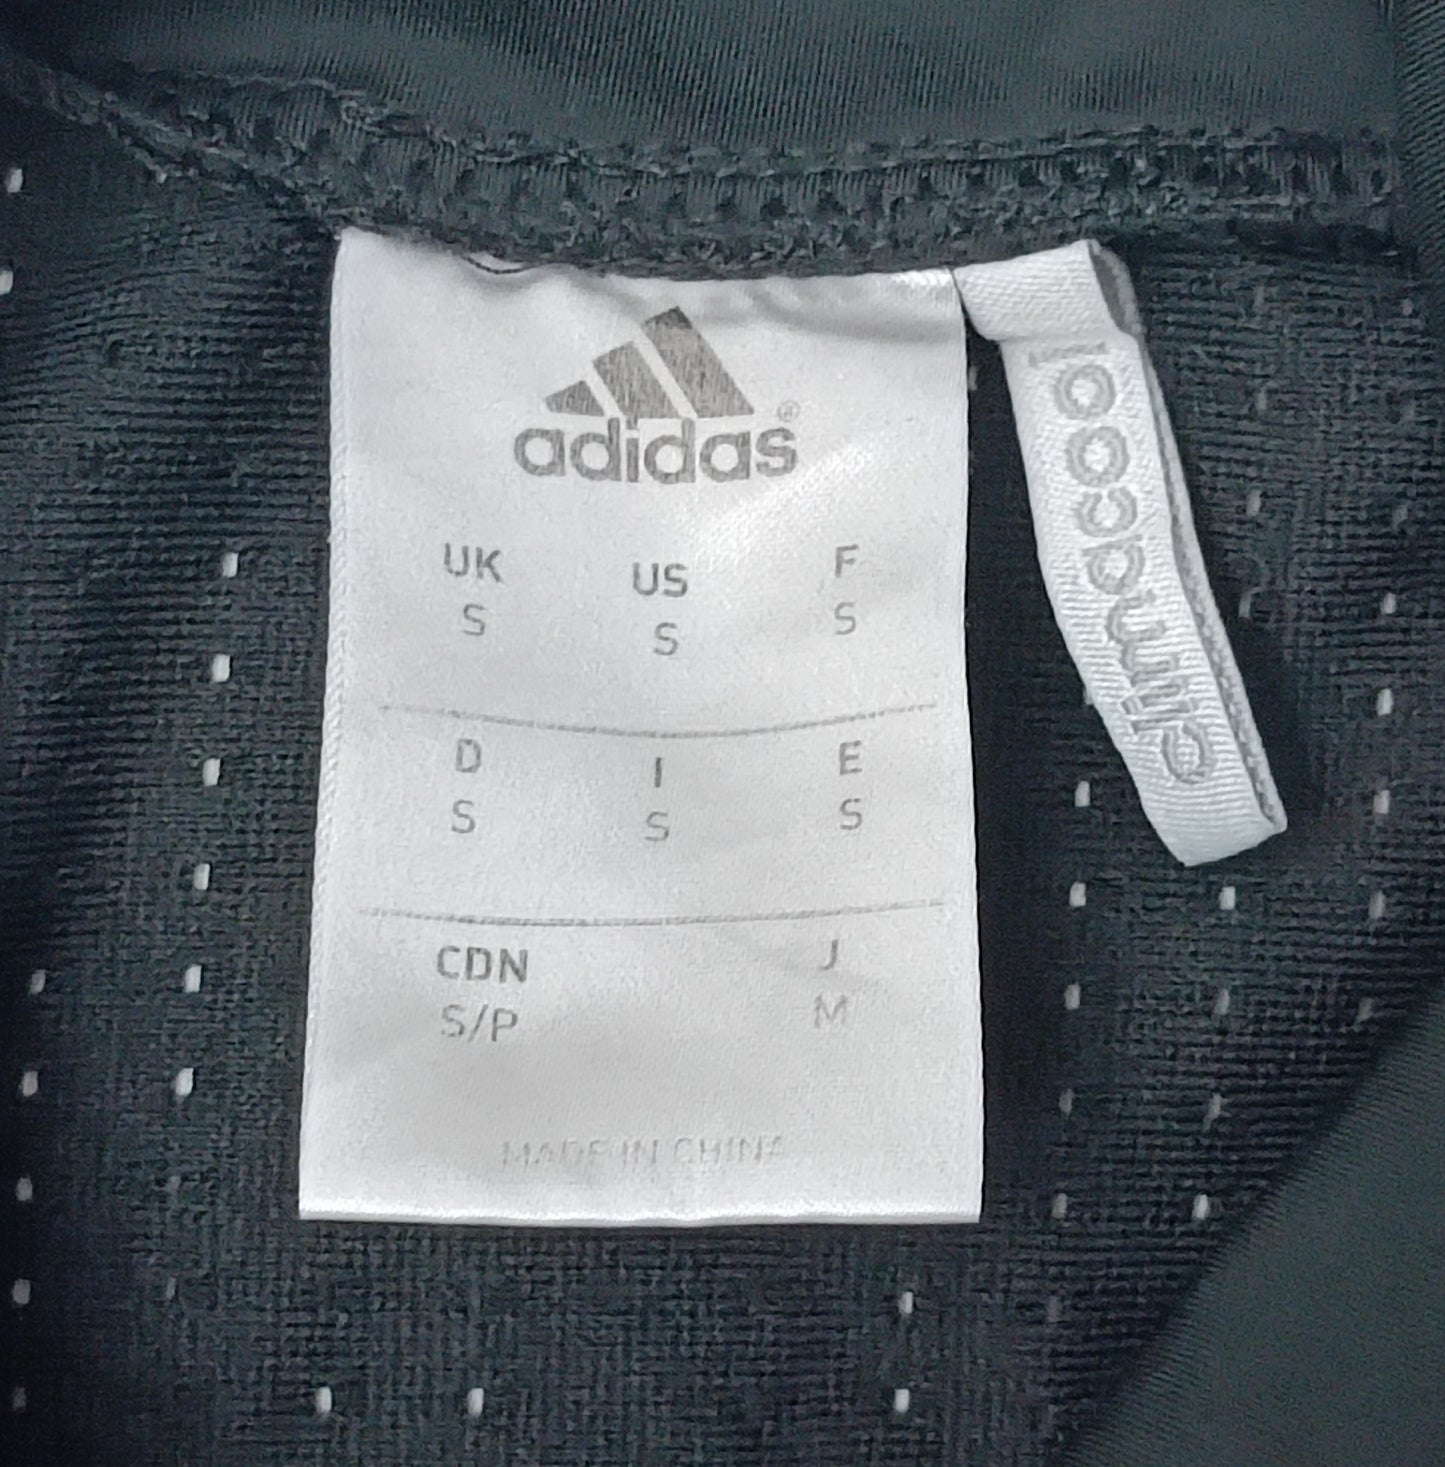 adidas®
UK US F
S S S
D I E
S S S
CDN J
S/P M
MADE IN CHINA
climacool